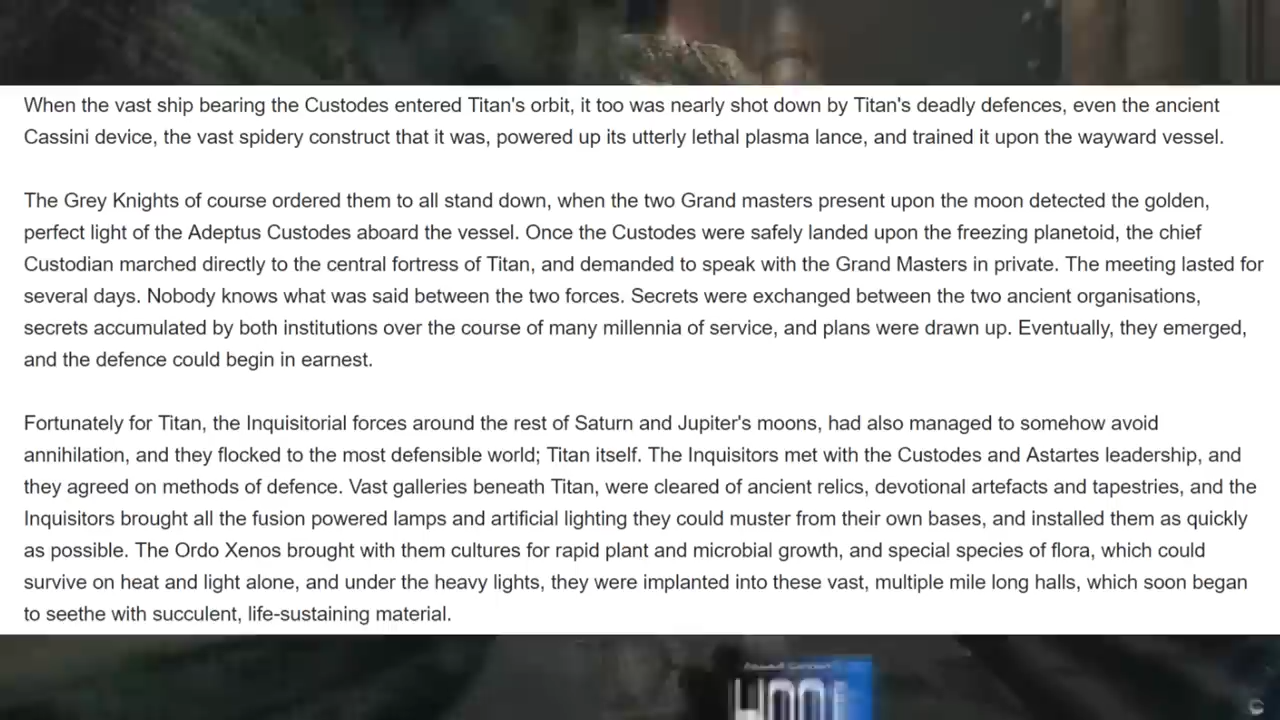 When the vast ship bearing the Custodes entered Titan's orbit, it too was nearly shot down by Titan's deadly defences, even the ancient
Cassini device, the vast spidery construct that it was, powered up its utterly lethal plasma lance, and trained it upon the wayward vessel.
The Grey Knights of course ordered them to all stand down, when the two Grand masters present upon the moon detected the golden,
perfect light of the Adeptus Custodes aboard the vessel. Once the Custodes were safely landed upon the freezing planetoid, the chief
Custodian marched directly to the central fortress of Titan, and demanded to speak with the Grand Masters in private. The meeting lasted for
several days. Nobody knows what was said between the two forces. Secrets were exchanged between the two ancient organisations,
secrets accumulated by both institutions over the course of many millennia of service, and plans were drawn up. Eventually, they emerged,
and the defence could begin in earnest.
Fortunately for Titan, the Inquisitorial forces around the rest of Saturn and Jupiter's moons, had also managed to somehow avoid
annihilation, and they flocked to the most defensible world; Titan itself. The Inquisitors met with the Custodes and Astartes leadership, and
they agreed on methods of defence. Vast galleries beneath Titan, were cleared of ancient relics, devotional artefacts and tapestries, and the
Inquisitors brought all the fusion powered lamps and artificial lighting they could muster from their own bases, and installed them as quickly
as possible. The Ordo Xenos brought with them cultures for rapid plant and microbial growth, and special species of flora, which could
survive on heat and light alone, and under the heavy lights, they were implanted into these vast, multiple mile long halls, which soon began
to seethe with succulent, life-sustaining material.